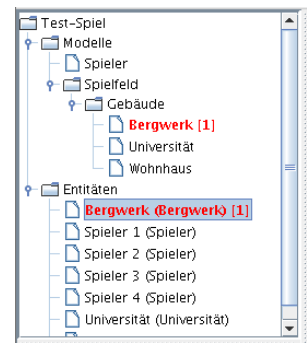 Test-Spiel
Modelle
Spieler
Spielfeld
Gebäude
Bergwerk [1]
Universität
Wohnhaus
Entitäten
Bergwerk (Bergwerk) [1]
Spieler 1 (Spieler)
Spieler 2 (Spieler)
Spieler 3 (Spieler)
Spieler 4 (Spieler)
Universität (Universität)